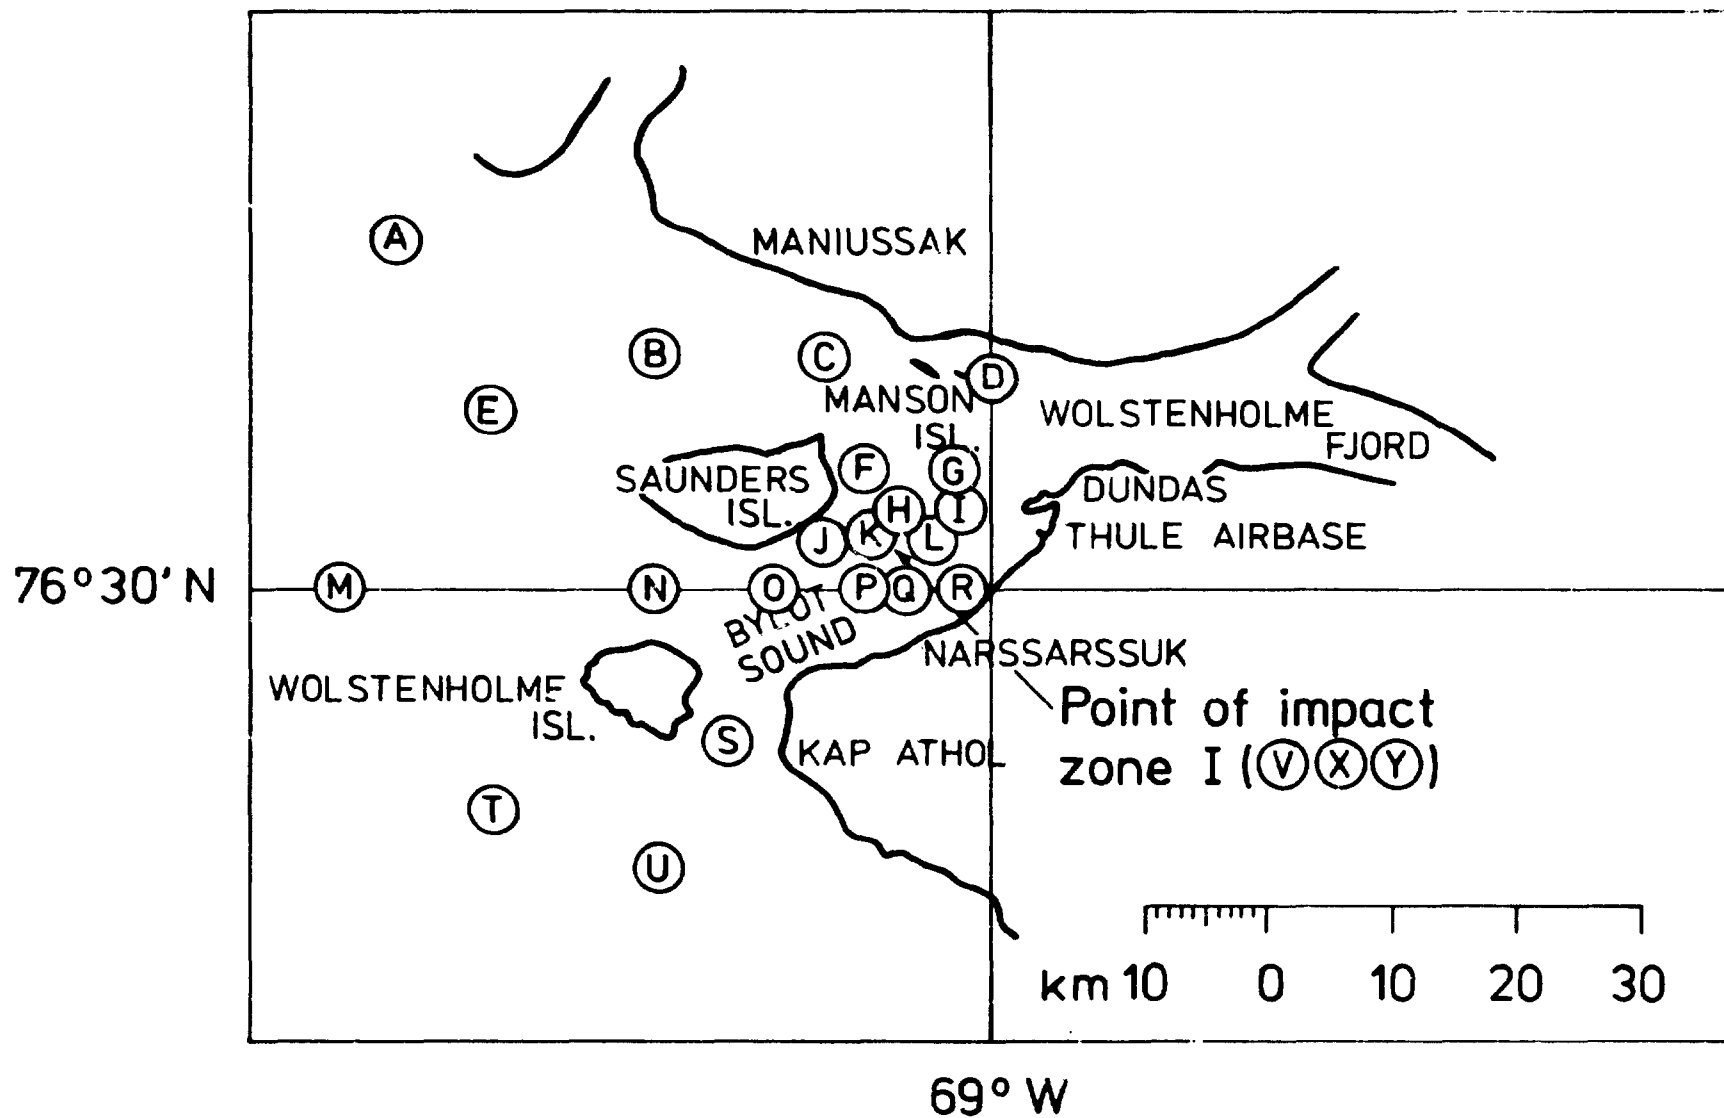 A
MANIUSSAK
B
C
D
E
MANSON
ISL.
WOLSTENHOLME
FJORD
F
G
SAUNDERS
ISL.
DUNDAS
H
I
J
K
L
THULE AIRBASE
76° 30' N
M
N
O
P
Q
R
BYLOT
SOUND
NARSSARSSUK
WOLSTENHOLME
ISL.
Point of impact
zone I (V X Y)
S
KAP ATHOL
T
U
km 10 0 10 20 30
69° W